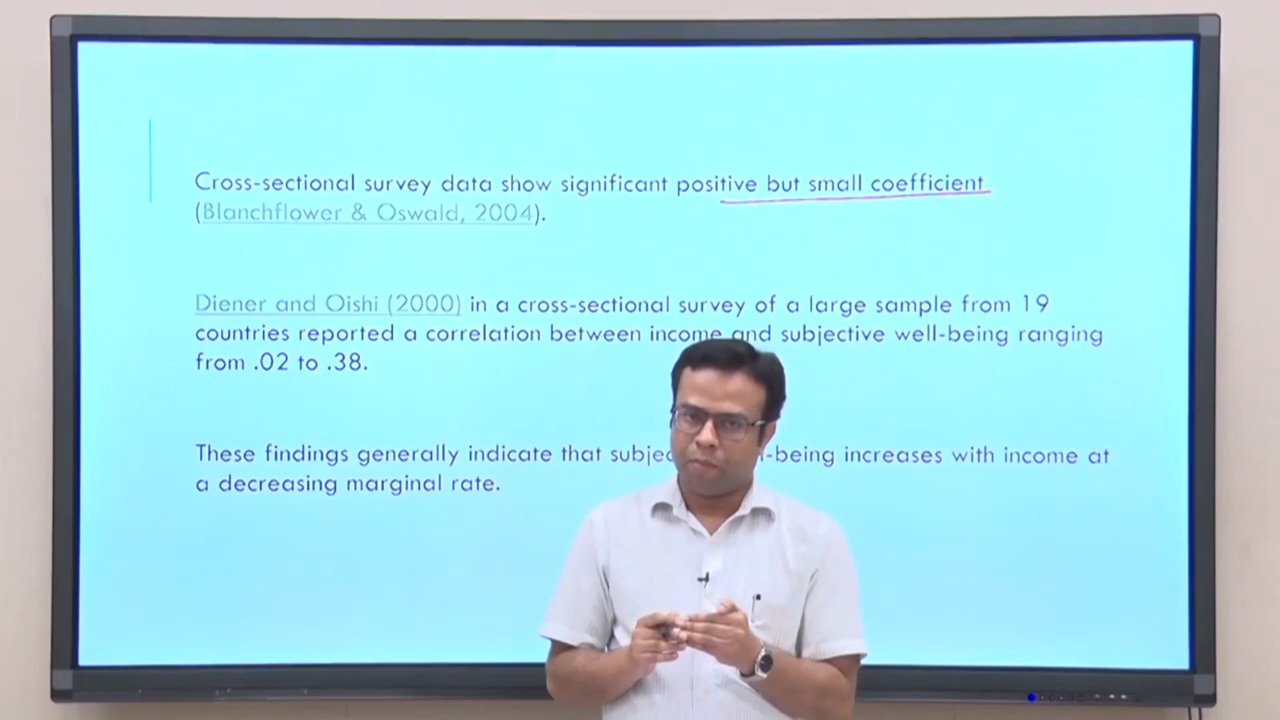 Cross-sectional survey data show significant positive but small coefficient
(Blanchflower & Oswald, 2004).
Diener and Oishi (2000) in a cross-sectional survey of a large sample from 19
countries reported a correlation between income and subjective well-being ranging
from .02 to .38.
These findings generally indicate that subjec -being increases with income at
a decreasing marginal rate.